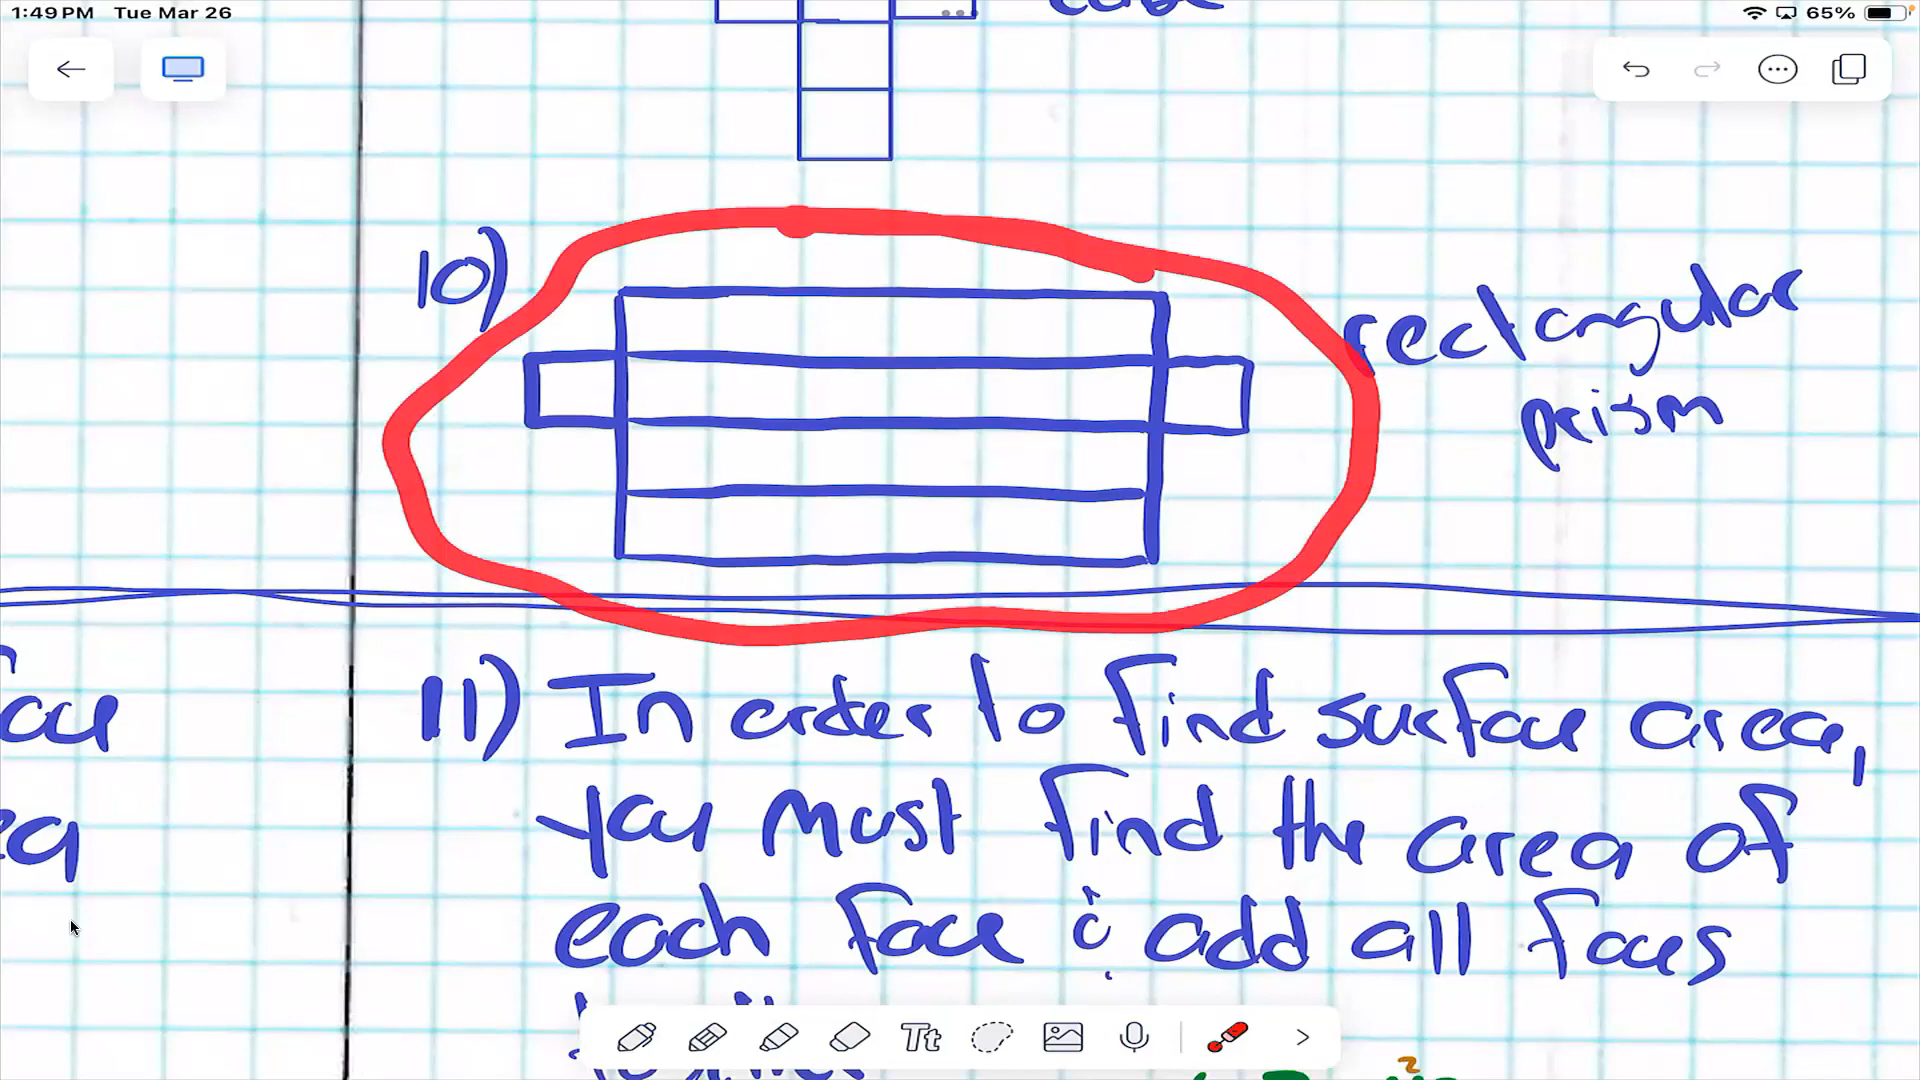 1:49 PM Tue Mar 26
65%
cube
10)
rectangular
prism
11) In order to find surface area,
you must find the area of
each face & add all faces
Tt